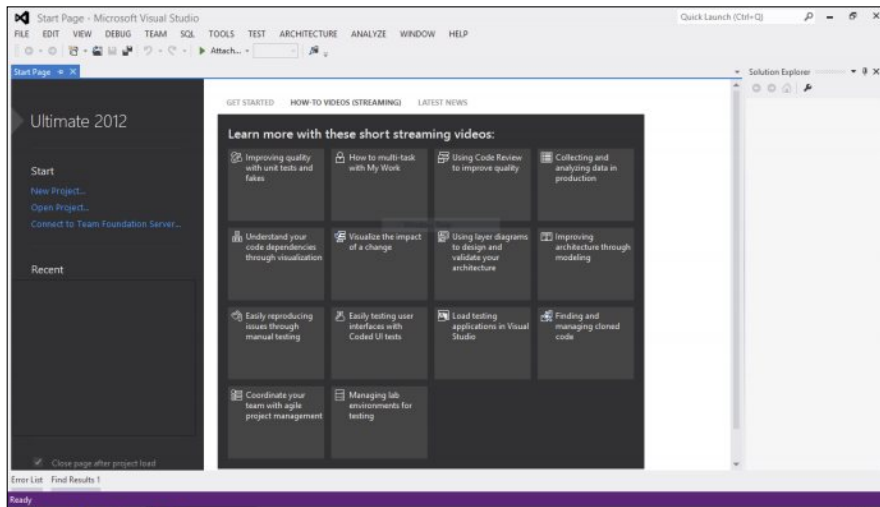 Start Page - Microsoft Visual Studio
Quick Launch (Ctrl+Q)
FILE EDIT VIEW DEBUG TEAM SQL TOOLS TEST ARCHITECTURE ANALYZE WINDOW HELP
Attach...
Start Page
Solution Explorer
GET STARTED HOW-TO VIDEOS (STREAMING) LATEST NEWS
Ultimate 2012
Start
New Project...
Open Project...
Connect to Team Foundation Server...
Recent
Close page after project load
Learn more with these short streaming videos:
Improving quality
with unit tests and
fakes
How to multi-task
with My Work
Using Code Review
to improve quality
Collecting and
analyzing data in
production
Understand your
code dependencies
through visualization
Visualize the impact
of a change
Using layer diagrams
to design and
validate your
architecture
Improving
architecture through
modeling
Easily reproducing
issues through
manual testing
Easily testing user
interfaces with
Coded UI tests
Load testing
applications in Visual
Studio
Finding and
managing cloned
code
Coordinate your
team with agile
project management
Managing lab
environments for
testing
Error List Find Results 1
Ready